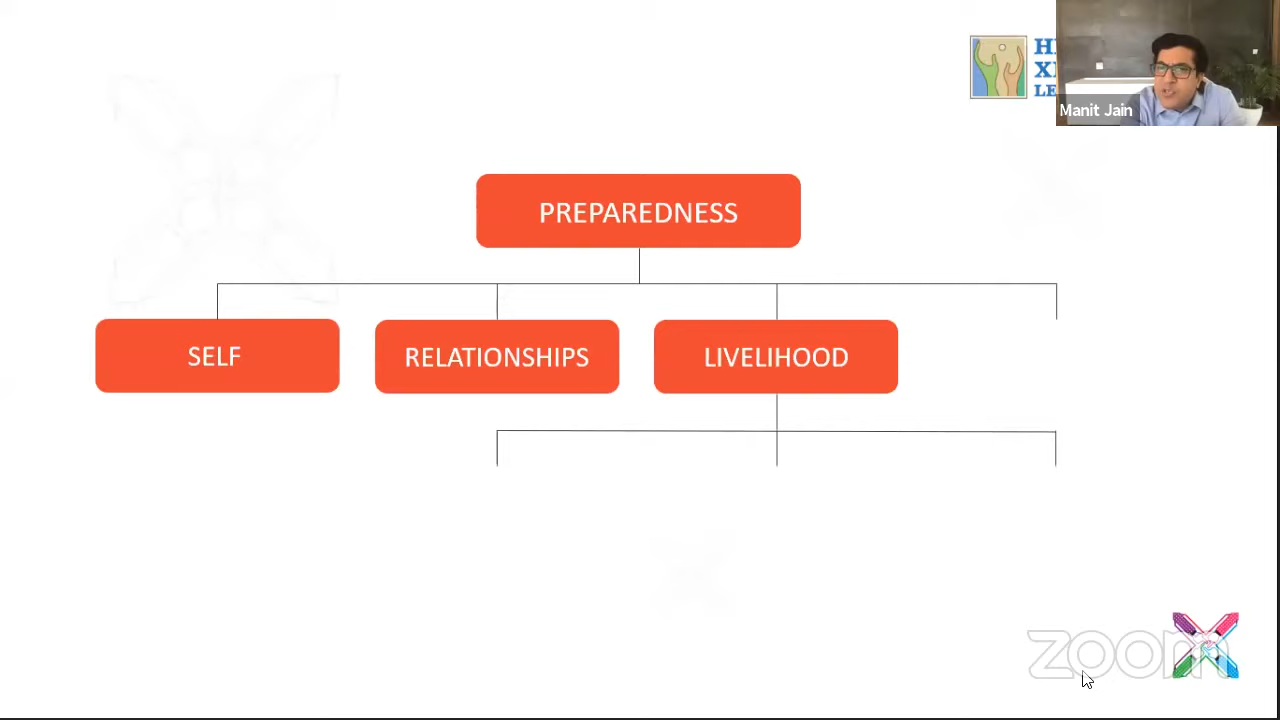 Manit Jain
PREPAREDNESS
SELF
RELATIONSHIPS
LIVELIHOOD
zoom